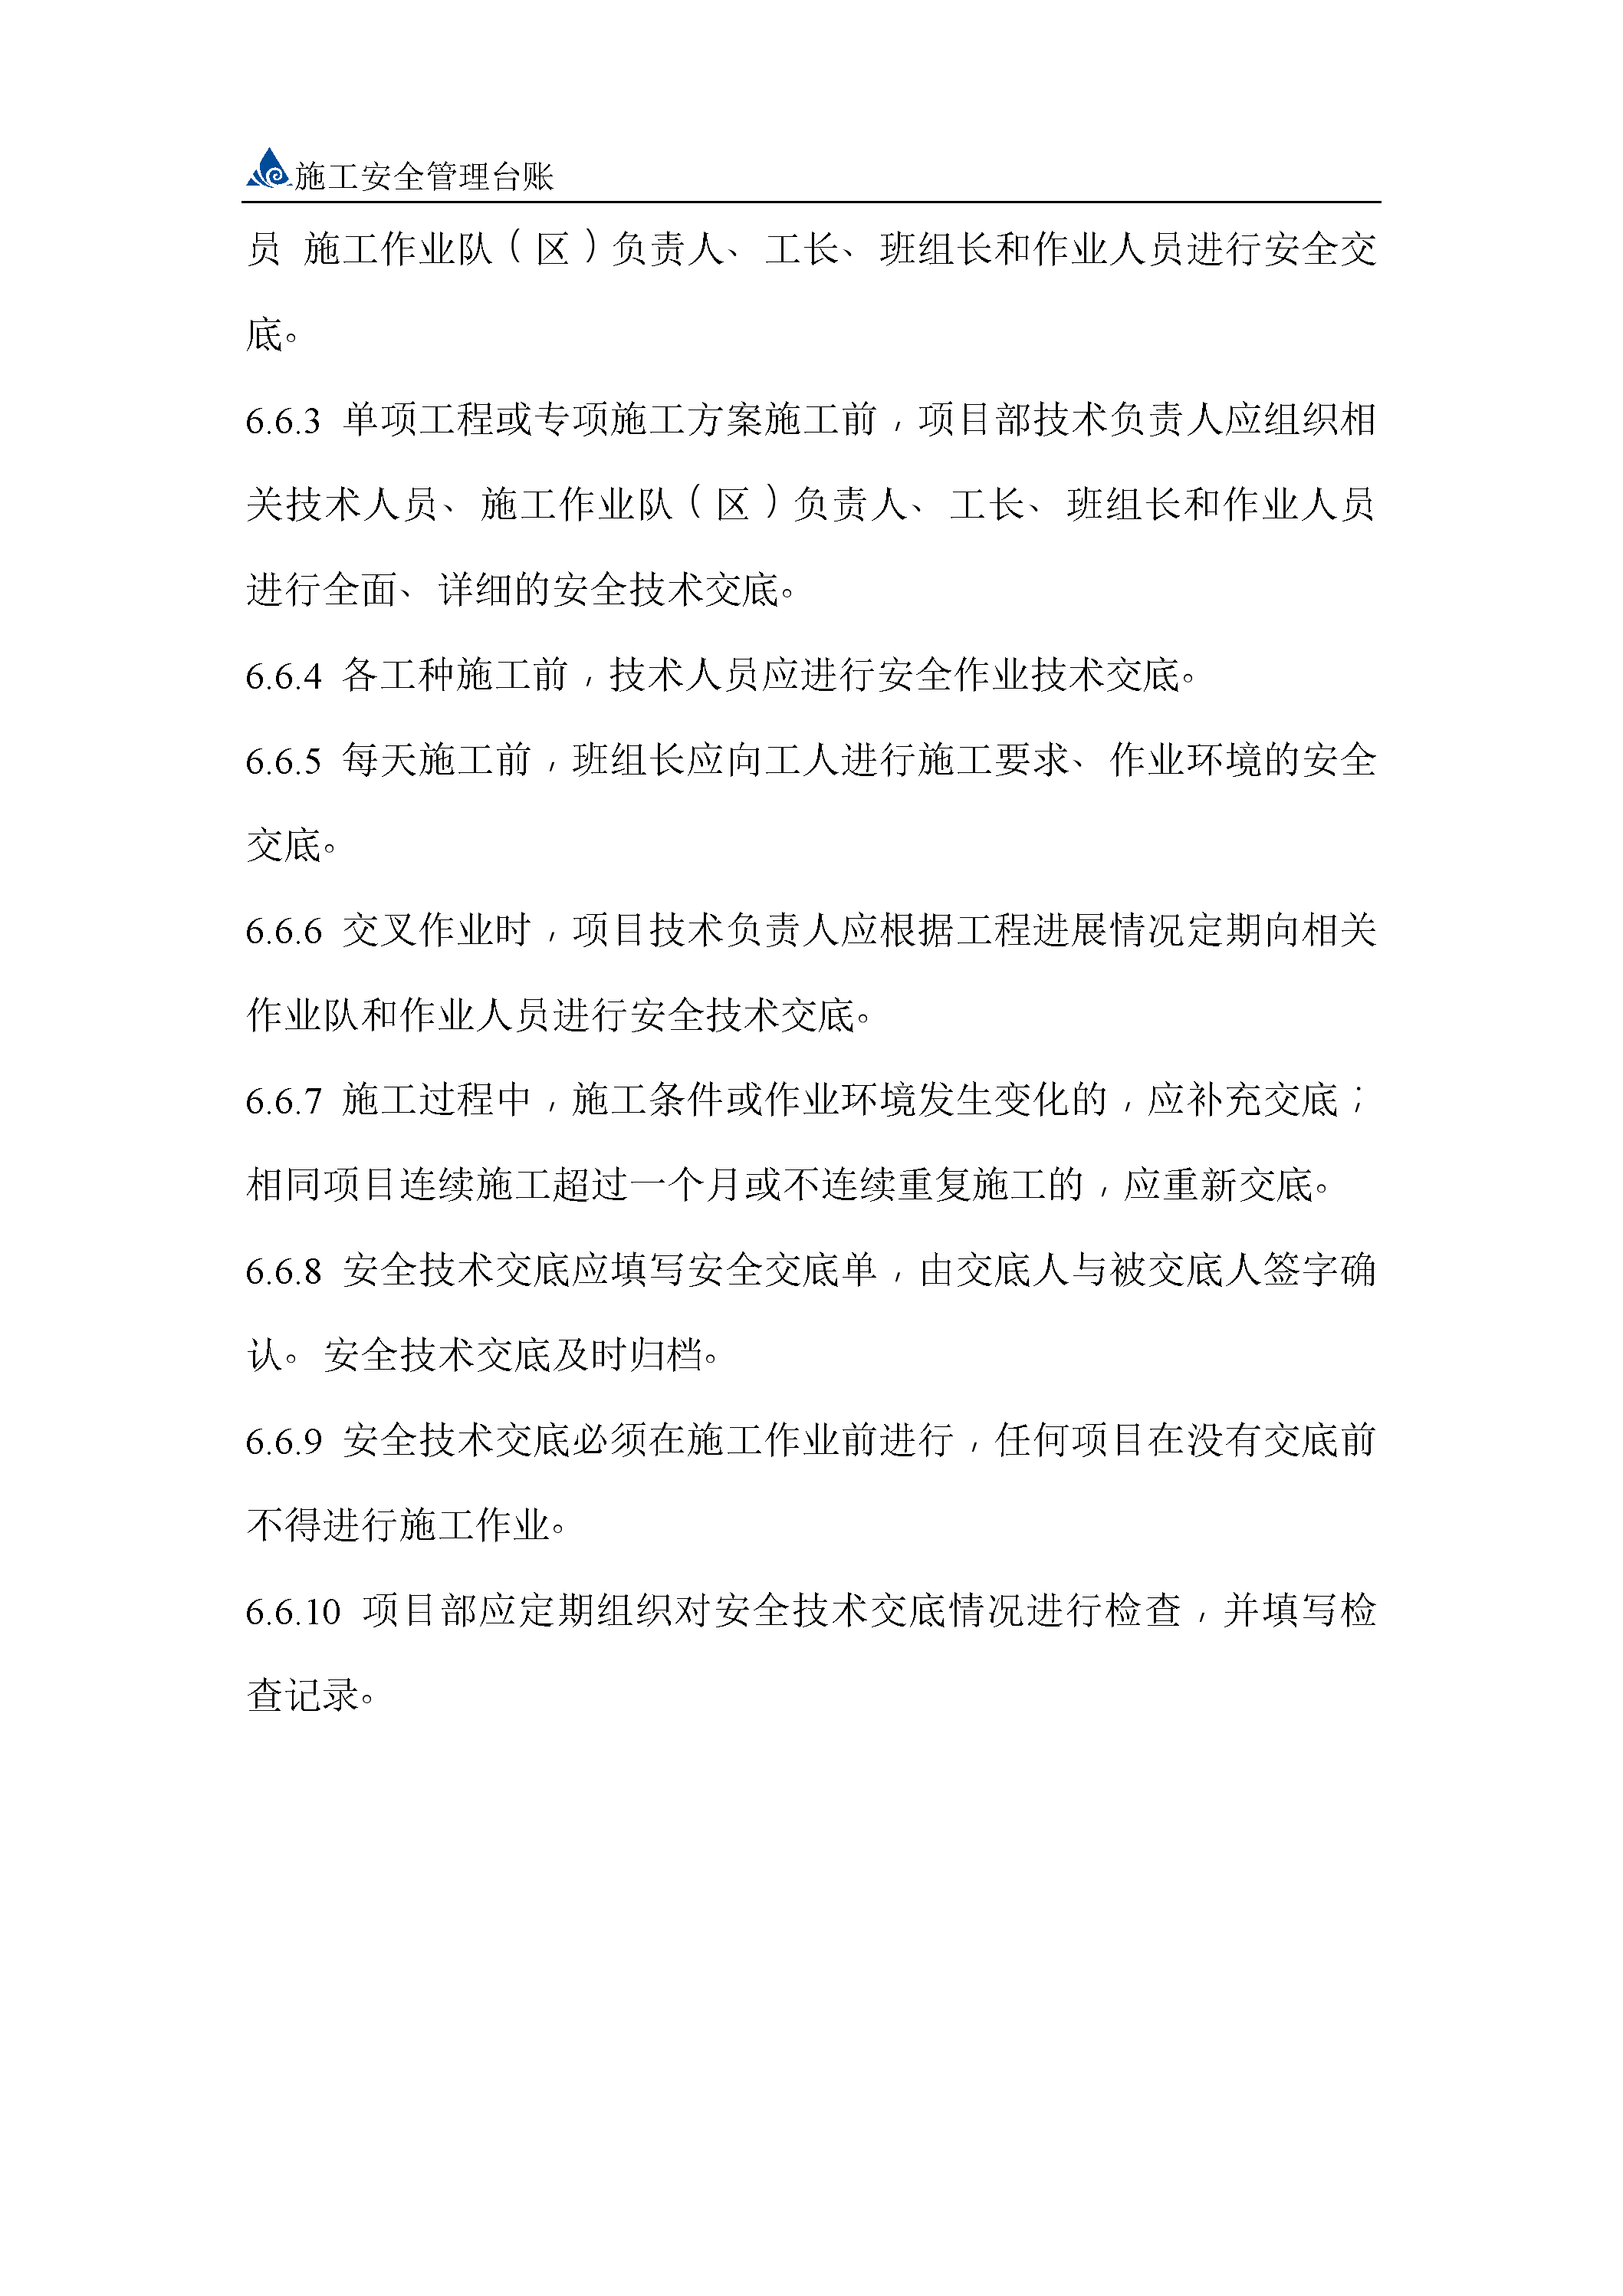 施工安全管理台账
员 施工作业队（区）负责人、工长、班组长和作业人员进行安全交
底。
6.6.3 单项工程或专项施工方案施工前，项目部技术负责人应组织相
关技术人员、施工作业队（区）负责人、工长、班组长和作业人员
进行全面、详细的安全技术交底。
6.6.4 各工种施工前，技术人员应进行安全作业技术交底。
6.6.5 每天施工前，班组长应向工人进行施工要求、作业环境的安全
交底。
6.6.6 交叉作业时，项目技术负责人应根据工程进展情况定期向相关
作业队和作业人员进行安全技术交底。
6.6.7 施工过程中，施工条件或作业环境发生变化的，应补充交底；
相同项目连续施工超过一个月或不连续重复施工的，应重新交底。
6.6.8 安全技术交底应填写安全交底单，由交底人与被交底人签字确
认。安全技术交底及时归档。
6.6.9 安全技术交底必须在施工作业前进行，任何项目在没有交底前
不得进行施工作业。
6.6.10 项目部应定期组织对安全技术交底情况进行检查，并填写检
查记录。